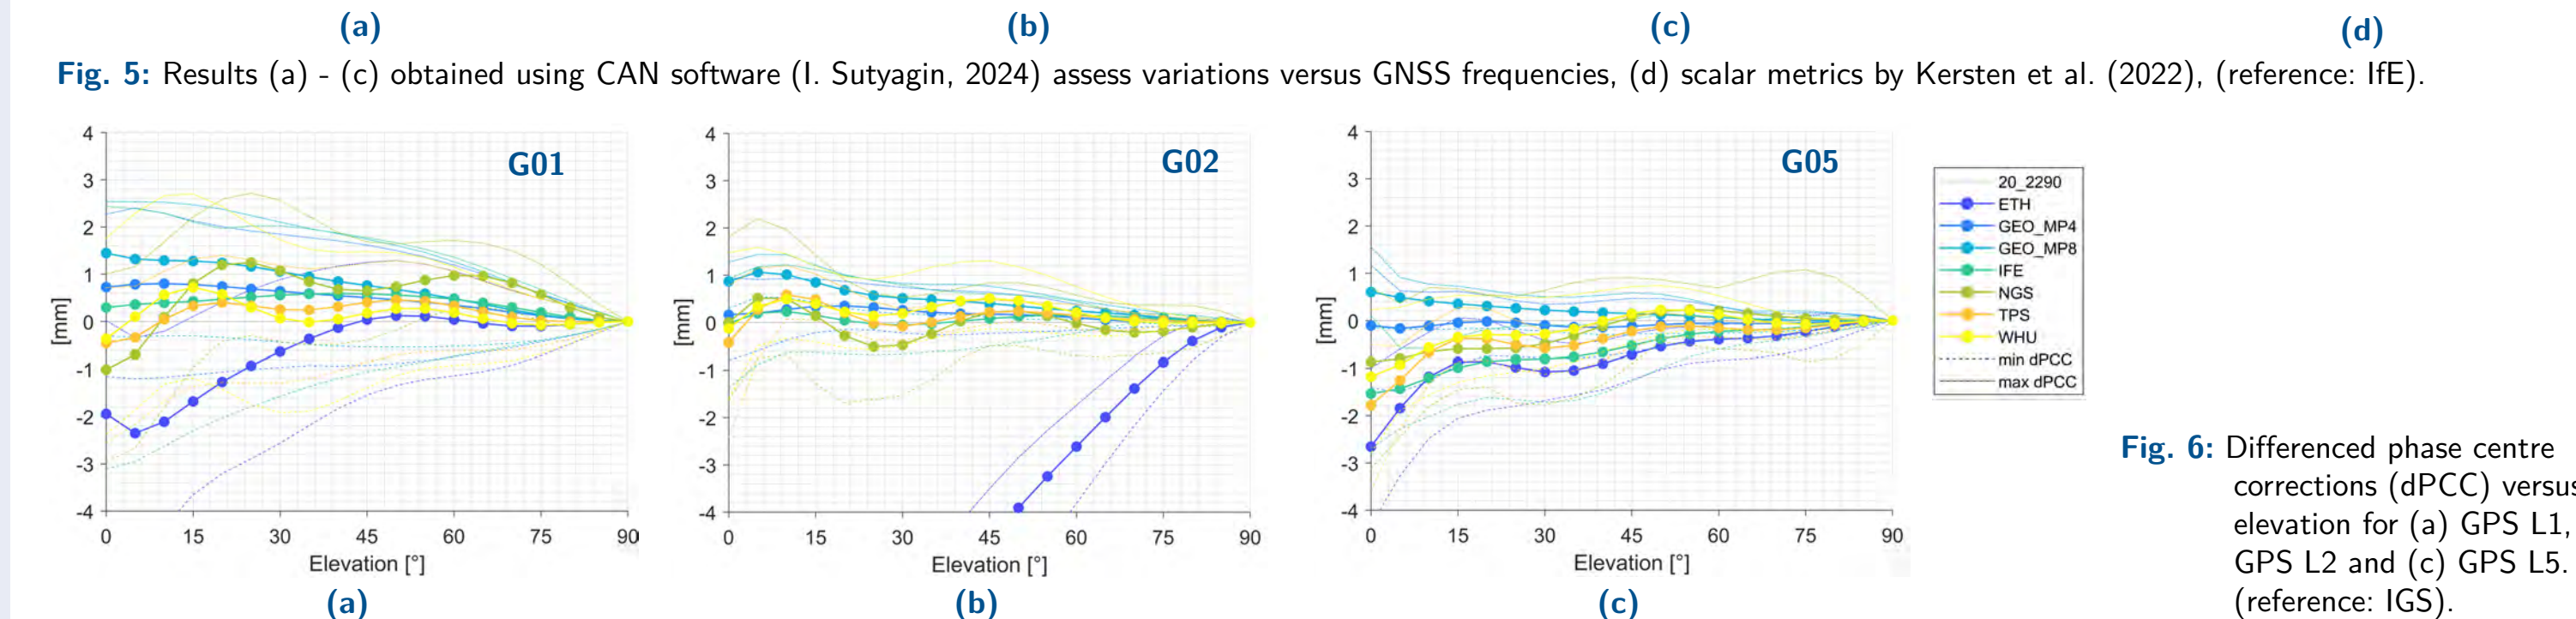 (a) (b) (c) (d)
Fig. 5: Results (a) - (c) obtained using CAN software (I. Sutyagin, 2024) assess variations versus GNSS frequencies, (d) scalar metrics by Kersten et al. (2022), (reference: IfE).
G01
4
3
2
1
0
-1
-2
-3
-4
[mm]
0 15 30 45 60 75 90
Elevation [°]
(a)
G02
4
3
2
1
0
-1
-2
-3
-4
[mm]
0 15 30 45 60 75 90
Elevation [°]
(b)
G05
4
3
2
1
0
-1
-2
-3
-4
[mm]
0 15 30 45 60 75 90
Elevation [°]
(c)
20_2290
ETH
GEO_MP4
GEO_MP8
IFE
NGS
TPS
WHU
min dPCC
max dPCC
Fig. 6: Differenced phase centre
corrections (dPCC) versus
elevation for (a) GPS L1,
GPS L2 and (c) GPS L5.
(reference: IGS).